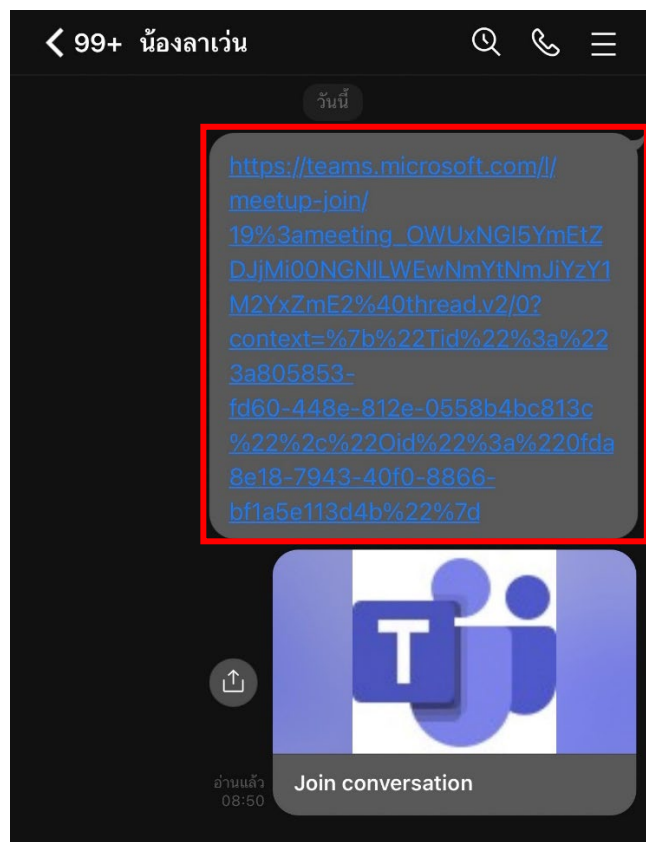 99+ น้องลาเว่น
วันนี้
https://teams.microsoft.com/l/
meetup-join/
19%3ameeting_OWUxNGI5YmEtZ
DJjMi00NGNlLWEwNmYtNmJiYzY1
M2YxZmE2%40thread.v2/0?
context=%7b%22Tid%22%3a%22
3a805853-
fd60-448e-812e-0558b4bc813c
%22%2c%22Oid%22%3a%220fda
8e18-7943-40f0-8866-
bf1a5e113d4b%22%7d
T
อ่านแล้ว
08:50
Join conversation